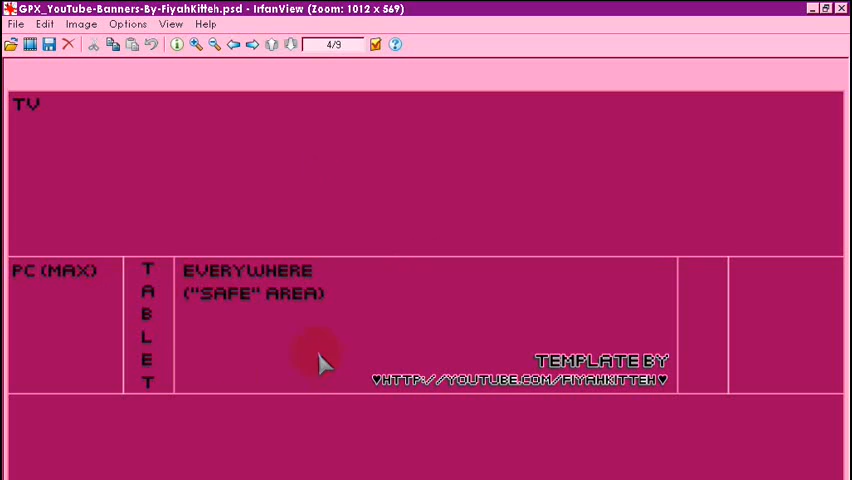 GPX_YouTube-Banners-By-FiyahKitteh.psd - IrfanView (Zoom: 1012 x 569)
File Edit Image Options View Help
4/9
TV
PC (MAX)
TABLET
EVERYWHERE
("SAFE" AREA)
TEMPLATE BY
♥HTTP://YOUTUBE.COM/FIYAHKITTEH♥